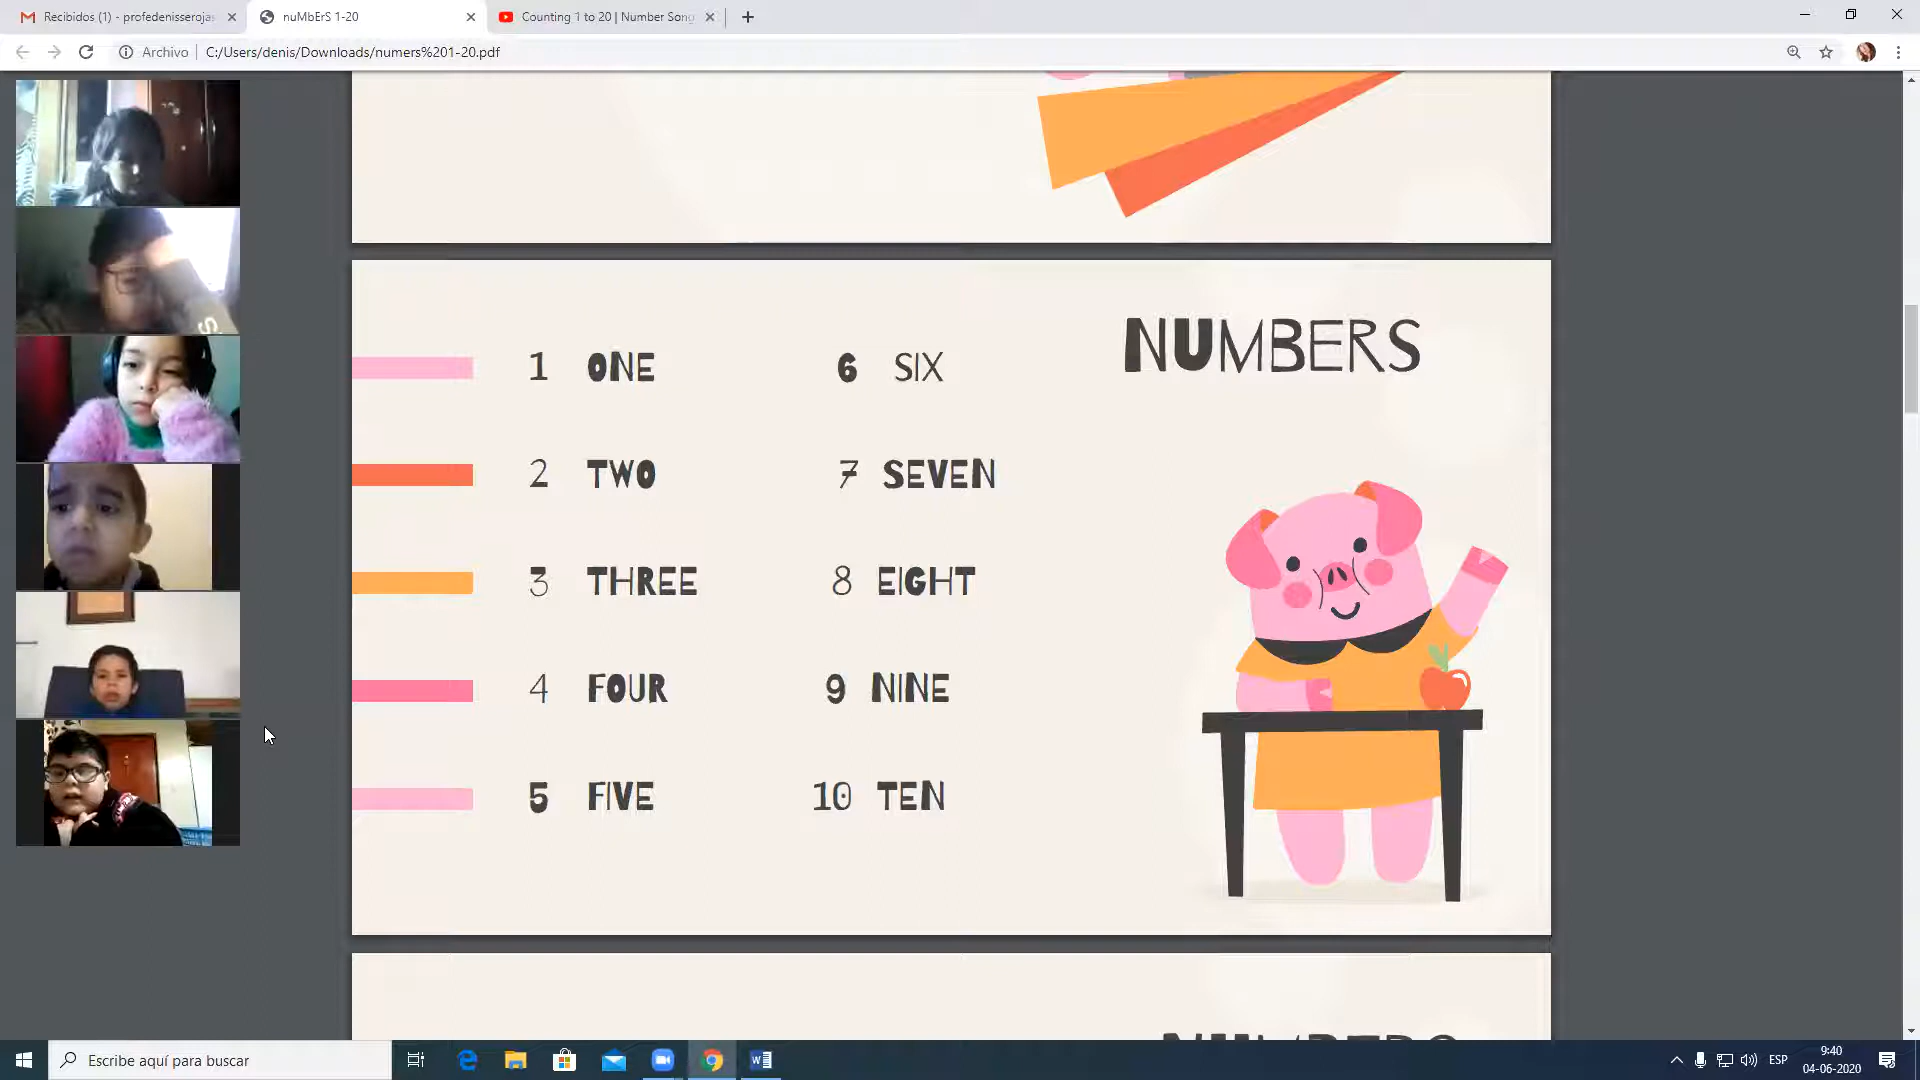 Recibidos (1) - profedenisserojas
nuMbErS 1-20
Counting 1 to 20 | Number Song
Archivo | C:/Users/denis/Downloads/numers%201-20.pdf
NUMBERS
1 ONE 6 SIX
2 TWO 7 SEVEN
3 THREE 8 EIGHT
4 FOUR 9 NINE
5 FIVE 10 TEN
Escribe aquí para buscar
ESP
9:40
04-06-2020